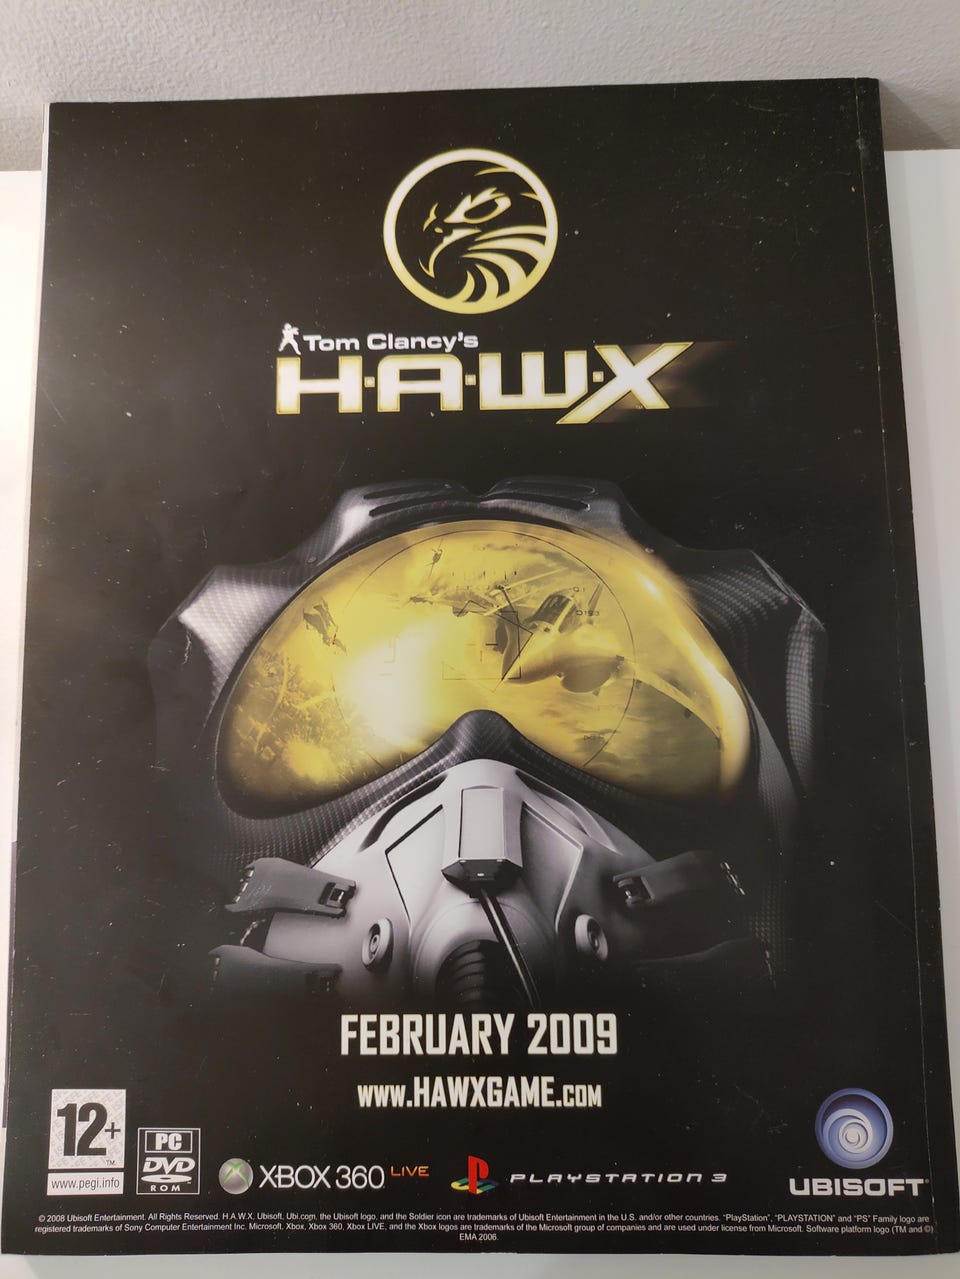 Tom Clancy's
H.A.W.X
FEBRUARY 2009
www.HAWXGAME.com
12+
TM
www.pegi.info
PC
DVD
ROM
XBOX 360 LIVE
PLAYSTATION 3
UBISOFT
© 2008 Ubisoft Entertainment. All Rights Reserved. H.A.W.X, Ubisoft, Ubi.com, the Ubisoft logo, and the Soldier icon are trademarks of Ubisoft Entertainment in the U.S. and/or other countries. "PlayStation", "PLAYSTATION" and "PS" Family logo are
registered trademarks of Sony Computer Entertainment Inc. Microsoft, Xbox, Xbox 360, Xbox LIVE, and the Xbox logos are trademarks of the Microsoft group of companies and are used under license from Microsoft. Software platform logo (TM and ©)
EMA 2006.